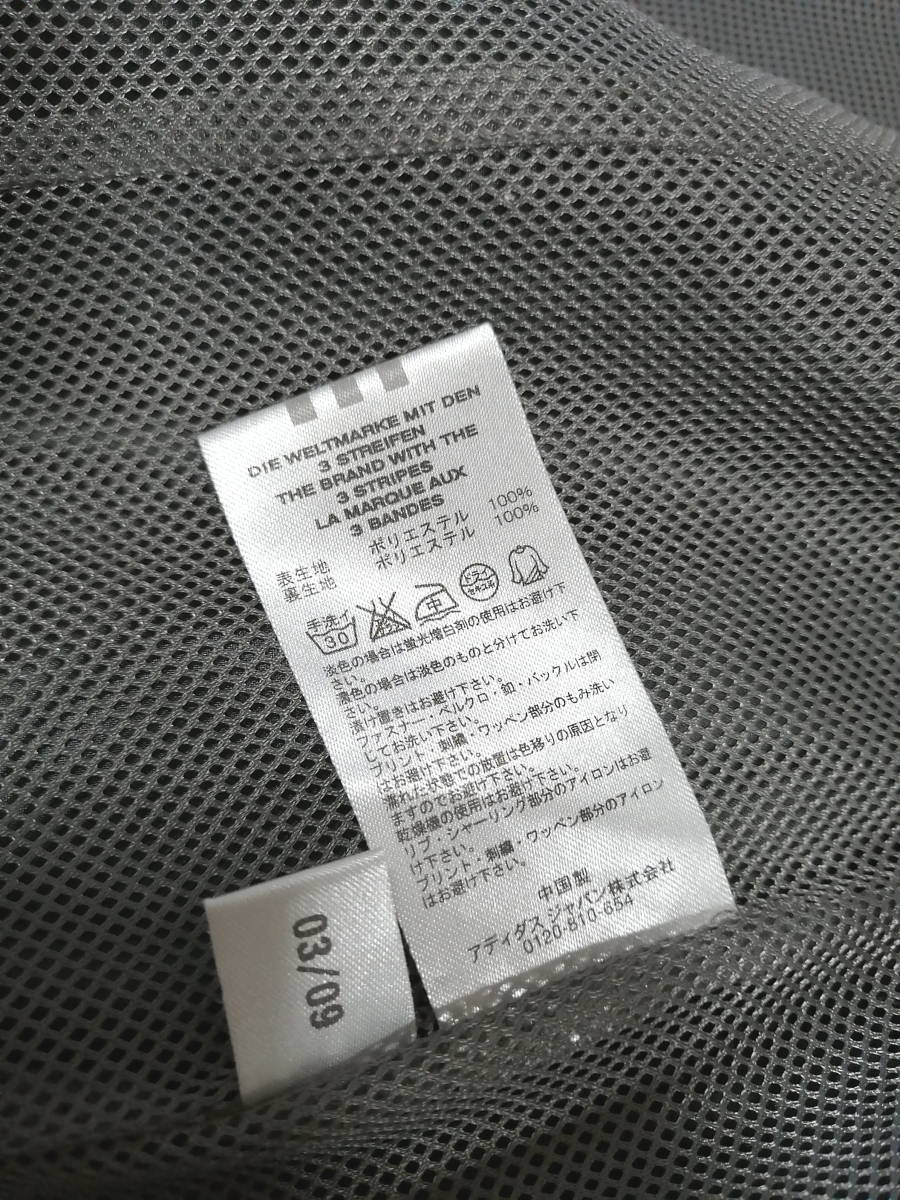 DIE WELTMARKE MIT DEN
3 STREIFEN
THE BRAND WITH THE
3 STRIPES
LA MARQUE AUX
3 BANDES
表生地 ポリエステル 100%
裏生地 ポリエステル 100%
手洗イ
30
中
ドライ
セキユ系
淡色の場合は蛍光増白剤の使用はお避け下
さい。
濃色の場合は淡色のものと分けてお洗い下
さい。
漬け置きはお避け下さい。
ファスナー・ベルクロ・釦・バックルは閉
してお洗い下さい。
プリント・刺繍・ワッペン部分のもみ洗い
はお避け下さい。
濡れた状態での放置は色移りの原因となり
ますのでお避け下さい。
乾燥機の使用はお避け下さい。
リブ・シャーリング部分のアイロンはお避
け下さい。
プリント・刺繍・ワッペン部分のアイロン
はお避け下さい。
中国製
アディダスジャパン株式会社
0120-810-654
03/09